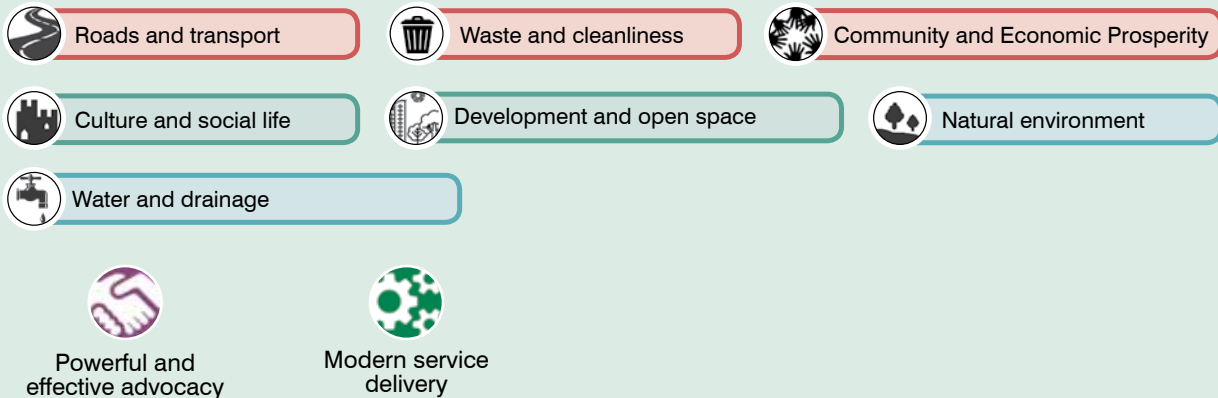 Roads and transport
Waste and cleanliness
Community and Economic Prosperity
Culture and social life
Development and open space
Natural environment
Water and drainage
Powerful and
effective advocacy
Modern service
delivery